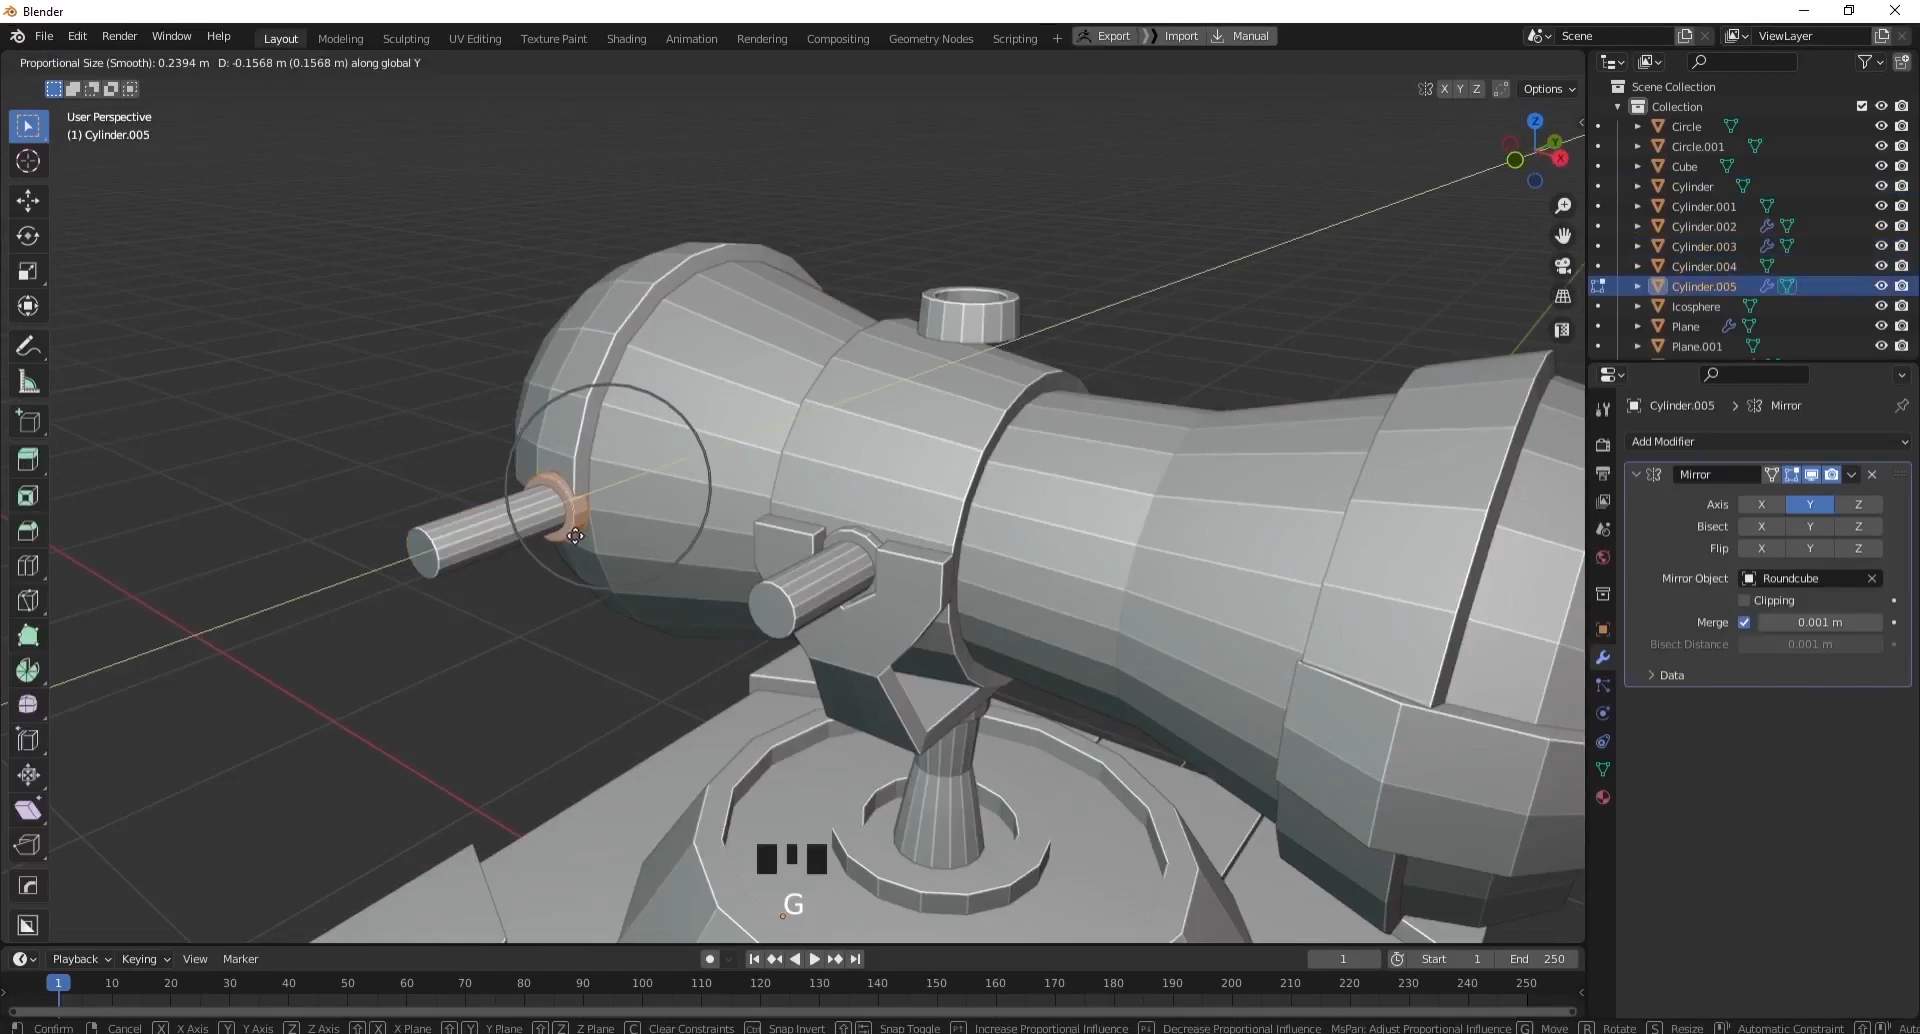 Blender
File Edit Render Window Help Layout Modeling Sculpting UV Editing Texture Paint Shading Animation Rendering Compositing Geometry Nodes Scripting + Export Import Manual Scene ViewLayer
Proportional Size (Smooth): 0.2394 m D: -0.1568 m (0.1568 m) along global Y
X Y Z Options
User Perspective
(1) Cylinder.005
Z
Y
X
Scene Collection
Collection
Circle
Circle.001
Cube
Cylinder
Cylinder.001
Cylinder.002
Cylinder.003
Cylinder.004
Cylinder.005
Icosphere
Plane
Plane.001
Cylinder.005 > Mirror
Add Modifier
Mirror
Axis X Y Z
Bisect X Y Z
Flip X Y Z
Mirror Object Roundcube
Clipping
Merge 0.001 m
Bisect Distance 0.001 m
Data
G
Playback Keying View Marker 1 Start 1 End 250
1 10 20 30 40 50 60 70 80 90 100 110 120 130 140 150 160 170 180 190 200 210 220 230 240 250
Confirm Cancel X X Axis Y Y Axis Z Z Axis X X Plane Y Y Plane Z Z Plane C Clear Constraints Ctrl Snap Invert Snap Toggle Increase Proportional Influence Decrease Proportional Influence MsPan: Adjust Proportional Influence G Move R Rotate S Resize Automatic Constraint